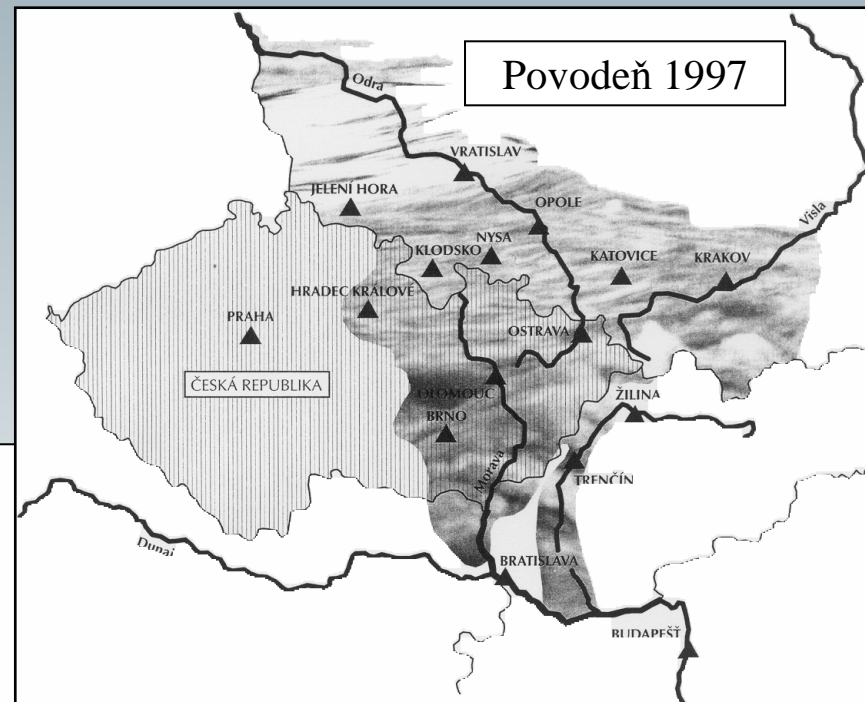 Povodeň 1997
Odra
VRATISLAV
JELENÍ HORA
OPOLE
Visla
NYSA
KLODSKO
KATOVICE
KRAKOV
HRADEC KRÁLOVÉ
PRAHA
OSTRAVA
ČESKÁ REPUBLIKA
OLOMOUC
ŽILINA
BRNO
Morava
TRENČÍN
Dunaj
BRATISLAVA
BUDAPEŠŤ